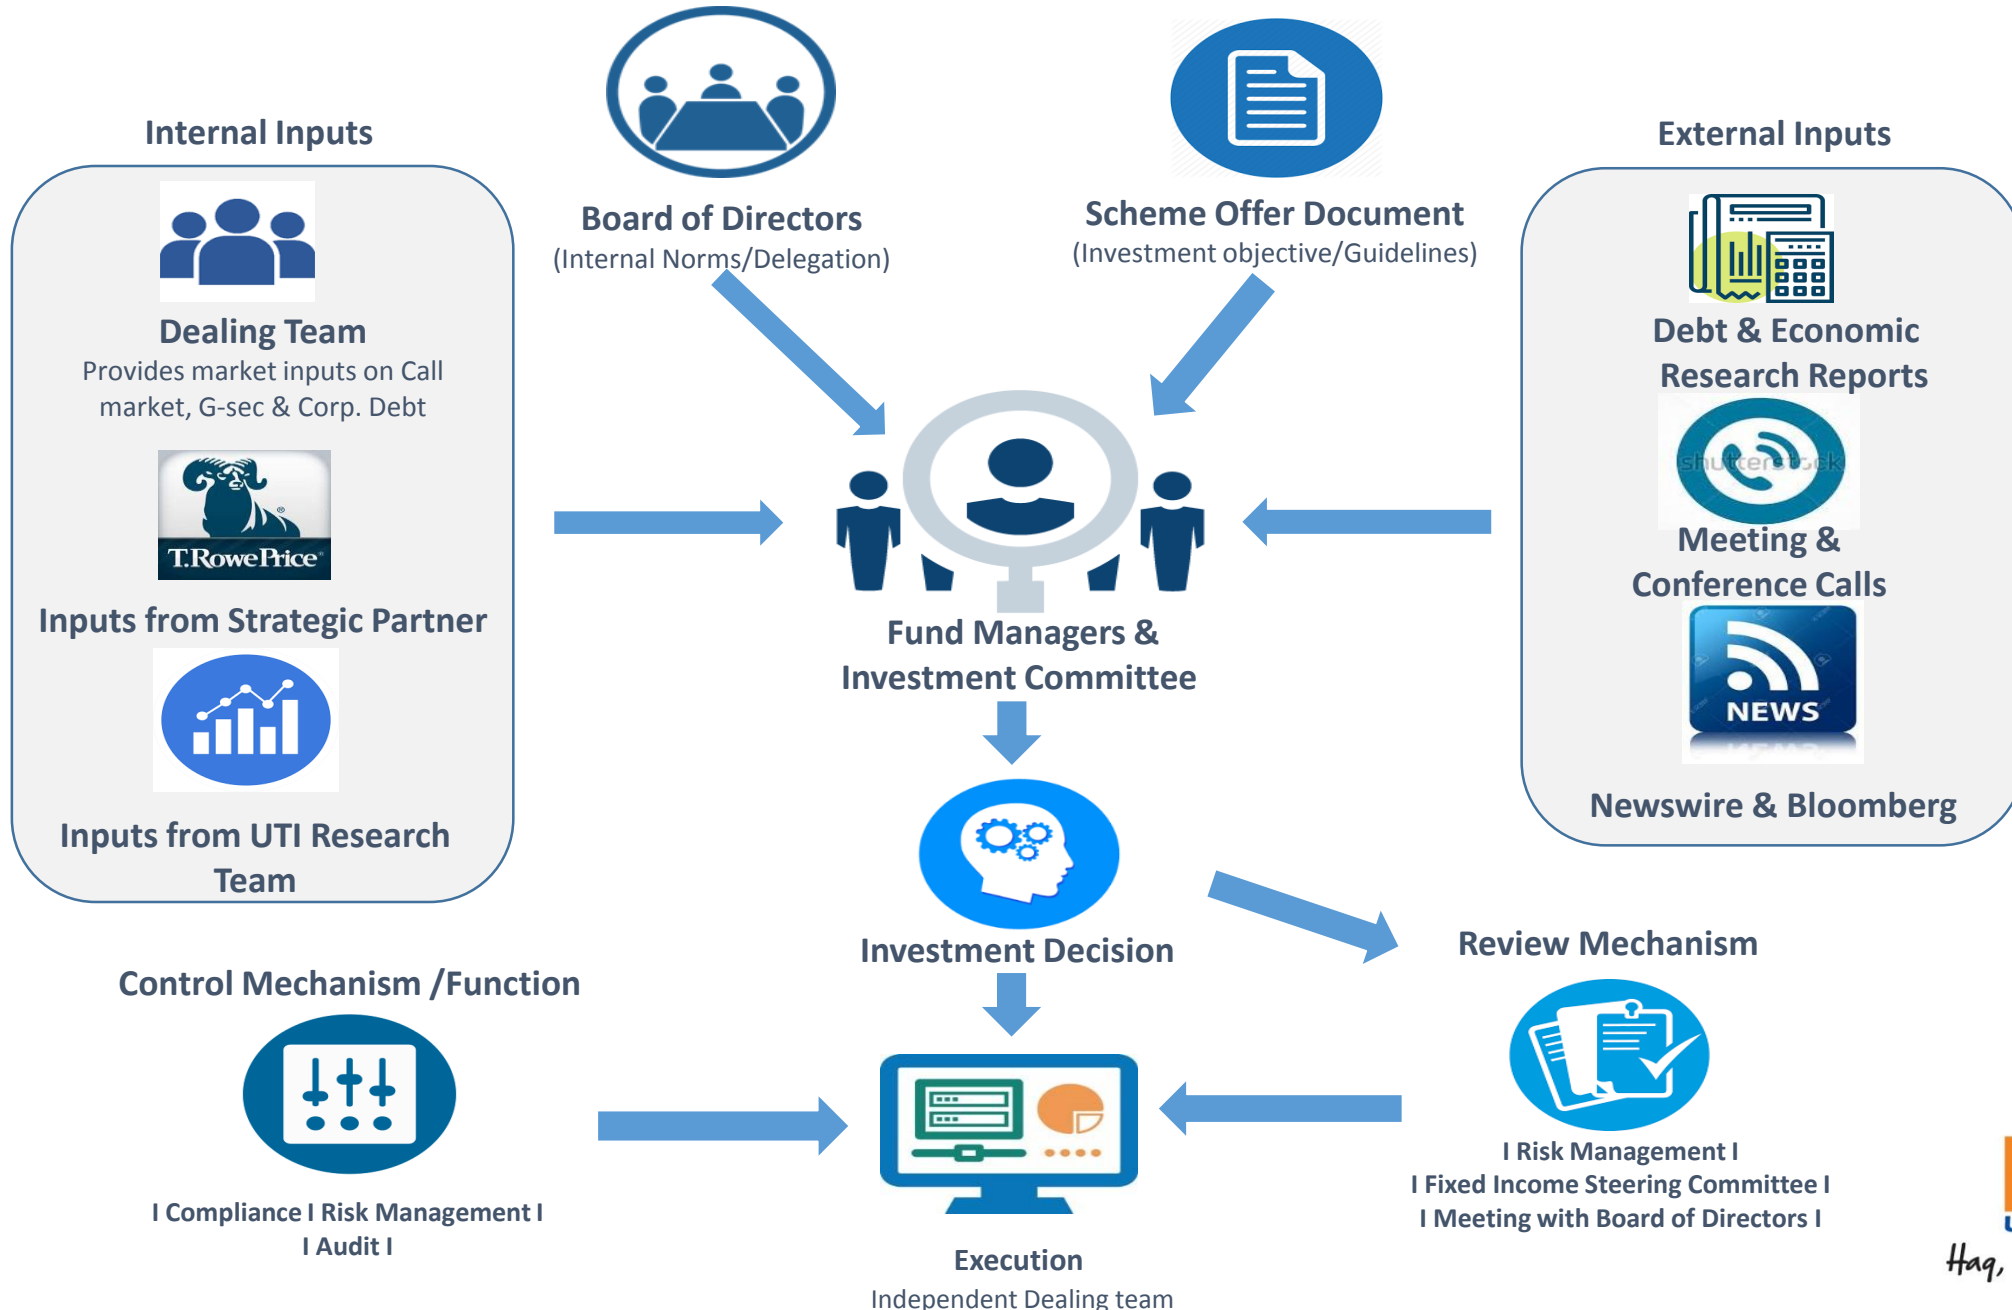 Internal Inputs
Dealing Team
Provides market inputs on Call
market, G-sec & Corp. Debt
T.RowePrice®
Inputs from Strategic Partner
Inputs from UTI Research
Team
Board of Directors
(Internal Norms/Delegation)
Scheme Offer Document
(Investment objective/Guidelines)
External Inputs
Debt & Economic
Research Reports
shutterstock
Meeting &
Conference Calls
NEWS
Newswire & Bloomberg
Fund Managers &
Investment Committee
Investment Decision
Control Mechanism /Function
I Compliance I Risk Management I
I Audit I
Review Mechanism
I Risk Management I
I Fixed Income Steering Committee I
I Meeting with Board of Directors I
Execution
Independent Dealing team
Haq,